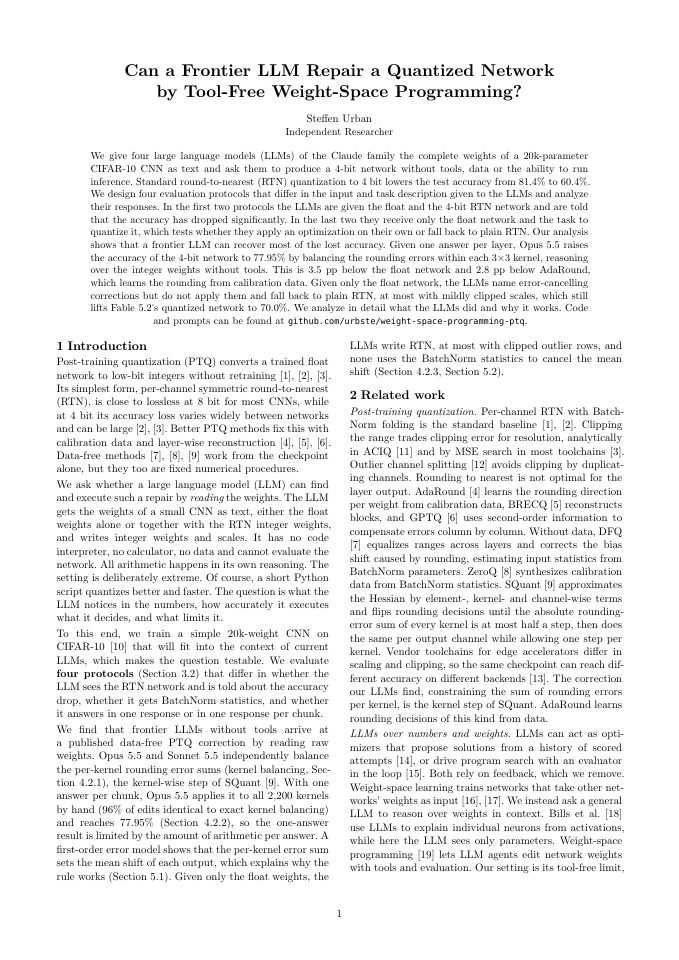 Can a Frontier LLM Repair a Quantized Network
by Tool-Free Weight-Space Programming?
Steffen Urban
Independent Researcher
We give four large language models (LLMs) of the Claude family the complete weights of a 20k-parameter
CIFAR-10 CNN as text and ask them to produce a 4-bit network without tools, data or the ability to run
inference. Standard round-to-nearest (RTN) quantization to 4 bit lowers the test accuracy from 81.4% to 60.4%.
We design four evaluation protocols that differ in the input and task description given to the LLMs and analyze
their responses. In the first two protocols the LLMs are given the float and the 4-bit RTN network and are told
that the accuracy has dropped significantly. In the last two they receive only the float network and the task to
quantize it, which tests whether they apply an optimization on their own or fall back to plain RTN. Our analysis
shows that a frontier LLM can recover most of the lost accuracy. Given one answer per layer, Opus 5.5 raises
the accuracy of the 4-bit network to 77.95% by balancing the rounding errors within each 3×3 kernel, reasoning
over the integer weights without tools. This is 3.5 pp below the float network and 2.8 pp below AdaRound,
which learns the rounding from calibration data. Given only the float network, the LLMs name error-cancelling
corrections but do not apply them and fall back to plain RTN, at most with mildly clipped scales, which still
lifts Fable 5.2's quantized network to 70.0%. We analyze in detail what the LLMs did and why it works. Code
and prompts can be found at github.com/urbste/weight-space-programming-ptq.
1 Introduction
Post-training quantization (PTQ) converts a trained float
network to low-bit integers without retraining [1], [2], [3].
Its simplest form, per-channel symmetric round-to-nearest
(RTN), is close to lossless at 8 bit for most CNNs, while
at 4 bit its accuracy loss varies widely between networks
and can be large [2], [3]. Better PTQ methods fix this with
calibration data and layer-wise reconstruction [4], [5], [6].
Data-free methods [7], [8], [9] work from the checkpoint
alone, but they too are fixed numerical procedures.
We ask whether a large language model (LLM) can find
and execute such a repair by reading the weights. The LLM
gets the weights of a small CNN as text, either the float
weights alone or together with the RTN integer weights,
and writes integer weights and scales. It has no code
interpreter, no calculator, no data and cannot evaluate the
network. All arithmetic happens in its own reasoning. The
setting is deliberately extreme. Of course, a short Python
script quantizes better and faster. The question is what the
LLM notices in the numbers, how accurately it executes
what it decides, and what limits it.
To this end, we train a simple 20k-weight CNN on
CIFAR-10 [10] that will fit into the context of current
LLMs, which makes the question testable. We evaluate
four protocols (Section 3.2) that differ in whether the
LLM sees the RTN network and is told about the accuracy
drop, whether it gets BatchNorm statistics, and whether
it answers in one response or in one response per chunk.
We find that frontier LLMs without tools arrive at
a published data-free PTQ correction by reading raw
weights. Opus 5.5 and Sonnet 5.5 independently balance
the per-kernel rounding error sums (kernel balancing, Sec-
tion 4.2.1), the kernel-wise step of SQuant [9]. With one
answer per chunk, Opus 5.5 applies it to all 2,200 kernels
by hand (96% of edits identical to exact kernel balancing)
and reaches 77.95% (Section 4.2.2), so the one-answer
result is limited by the amount of arithmetic per answer. A
first-order error model shows that the per-kernel error sum
sets the mean shift of each output, which explains why the
rule works (Section 5.1). Given only the float weights, the
LLMs write RTN, at most with clipped outlier rows, and
none uses the BatchNorm statistics to cancel the mean
shift (Section 4.2.3, Section 5.2).
2 Related work
Post-training quantization. Per-channel RTN with Batch-
Norm folding is the standard baseline [1], [2]. Clipping
the range trades clipping error for resolution, analytically
in ACIQ [11] and by MSE search in most toolchains [3].
Outlier channel splitting [12] avoids clipping by duplicat-
ing channels. Rounding to nearest is not optimal for the
layer output. AdaRound [4] learns the rounding direction
per weight from calibration data, BRECQ [5] reconstructs
blocks, and GPTQ [6] uses second-order information to
compensate errors column by column. Without data, DFQ
[7] equalizes ranges across layers and corrects the bias
shift caused by rounding, estimating input statistics from
BatchNorm parameters. ZeroQ [8] synthesizes calibration
data from BatchNorm statistics. SQuant [9] approximates
the Hessian by element-, kernel- and channel-wise terms
and flips rounding decisions until the absolute rounding-
error sum of every kernel is at most half a step, then does
the same per output channel while allowing one step per
kernel. Vendor toolchains for edge accelerators differ in
scaling and clipping, so the same checkpoint can reach dif-
ferent accuracy on different backends [13]. The correction
our LLMs find, constraining the sum of rounding errors
per kernel, is the kernel step of SQuant. AdaRound learns
rounding decisions of this kind from data.
LLMs over numbers and weights. LLMs can act as opti-
mizers that propose solutions from a history of scored
attempts [14], or drive program search with an evaluator
in the loop [15]. Both rely on feedback, which we remove.
Weight-space learning trains networks that take other net-
works' weights as input [16], [17]. We instead ask a general
LLM to reason over weights in context. Bills et al. [18]
use LLMs to explain individual neurons from activations,
while here the LLM sees only parameters. Weight-space
programming [19] lets LLM agents edit network weights
with tools and evaluation. Our setting is its tool-free limit,
1